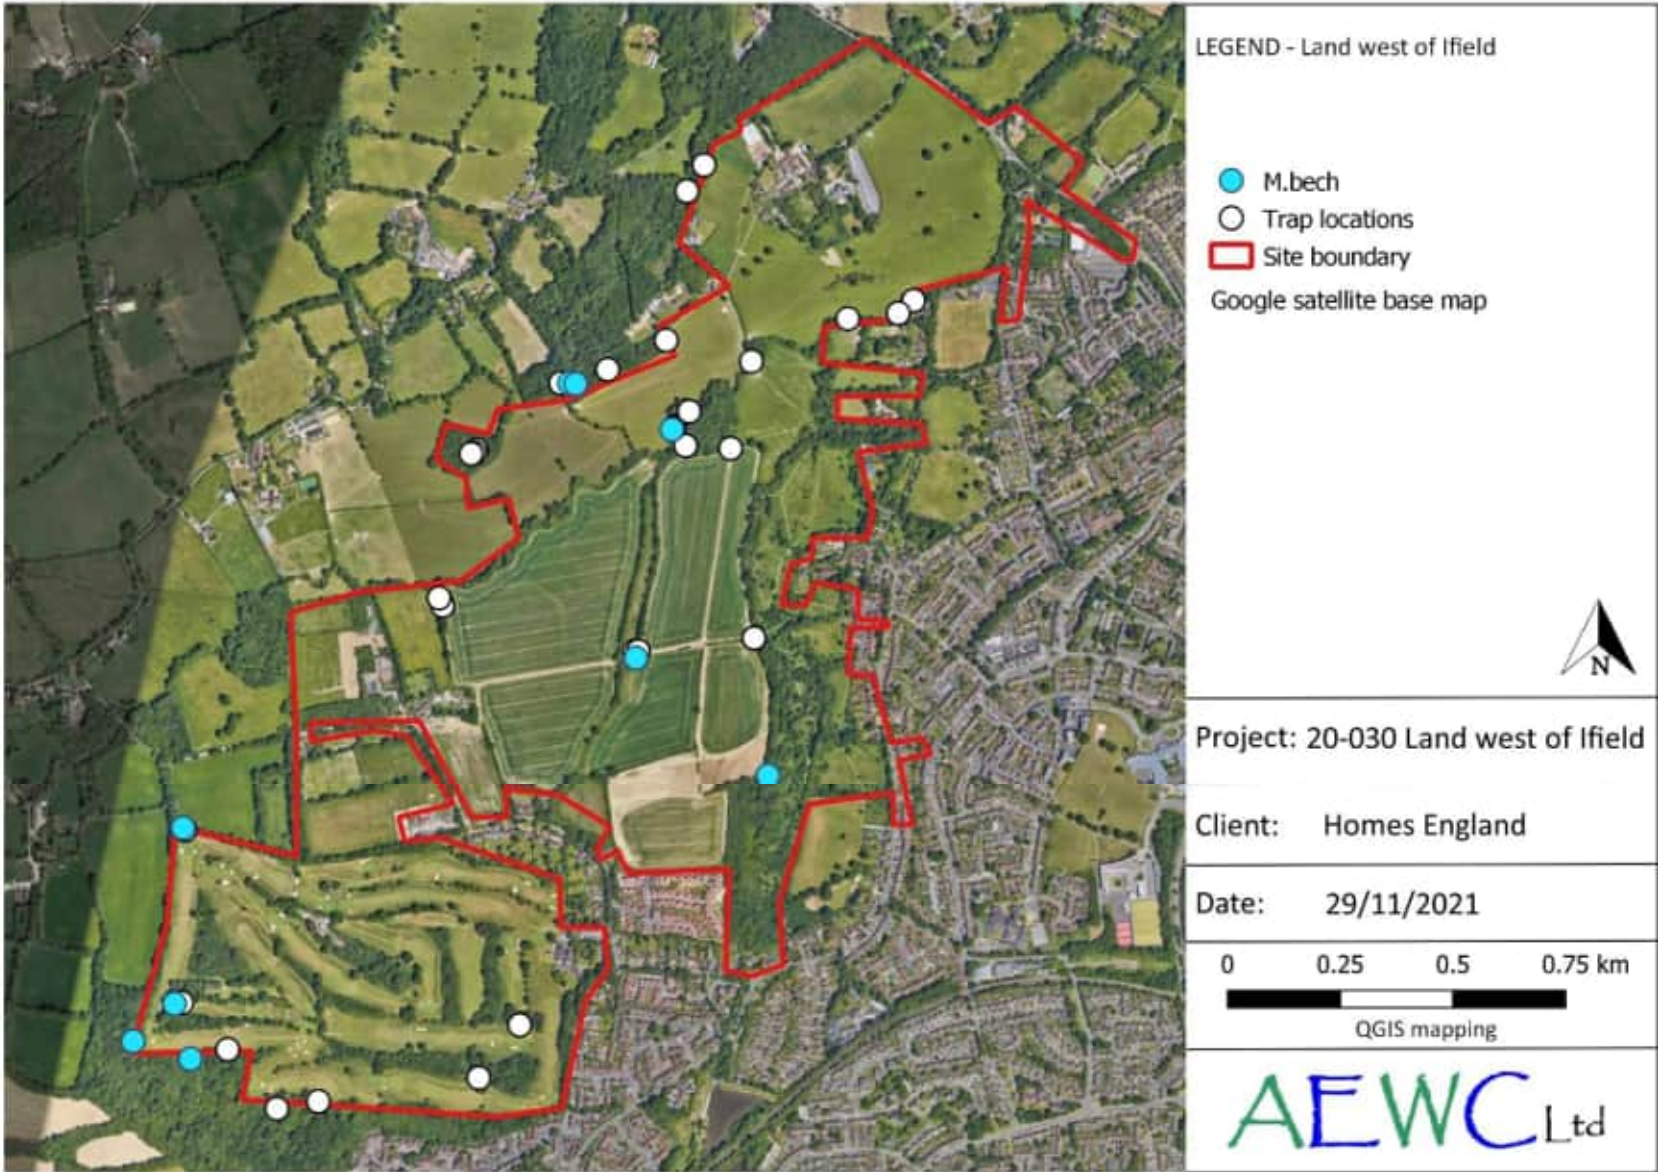 LEGEND - Land west of Ifield
M.bech
Trap locations
Site boundary
Google satellite base map
N
Project: 20-030 Land west of Ifield
Client: Homes England
Date: 29/11/2021
0 0.25 0.5 0.75 km
QGIS mapping
AEWC Ltd